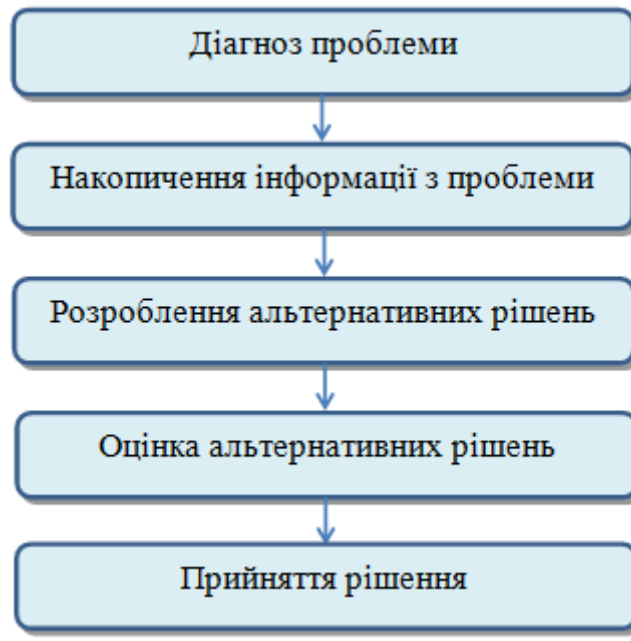 Діагноз проблеми
Накопичення інформації з проблеми
Розроблення альтернативних рішень
Оцінка альтернативних рішень
Прийняття рішення